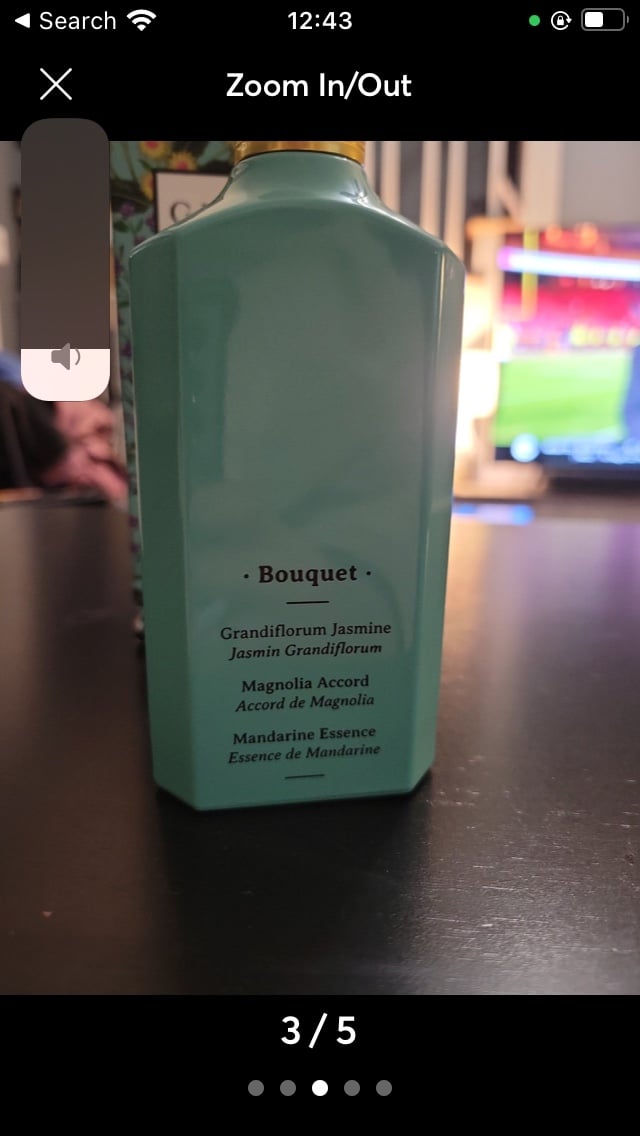 Search
12:43
Zoom In/Out
· Bouquet ·
Grandiflorum Jasmine
Jasmin Grandiflorum
Magnolia Accord
Accord de Magnolia
Mandarine Essence
Essence de Mandarine
3/5